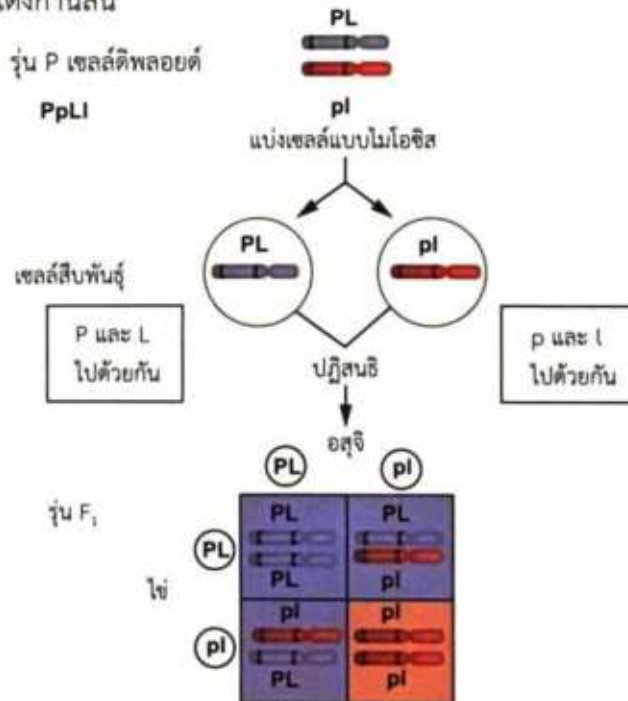 PL
รุ่น P เซลล์ดิพลอยด์
PpLl
pl
แบ่งเซลล์แบบไมโอซิส
PL
pl
เซลล์สืบพันธุ์
P และ L
ไปด้วยกัน
p และ l
ไปด้วยกัน
ปฏิสนธิ
อสุจิ
PL
pl
รุ่น F₁
PL
PL
PL
PL
pl
ไข่
pl
pl
pl
PL
pl